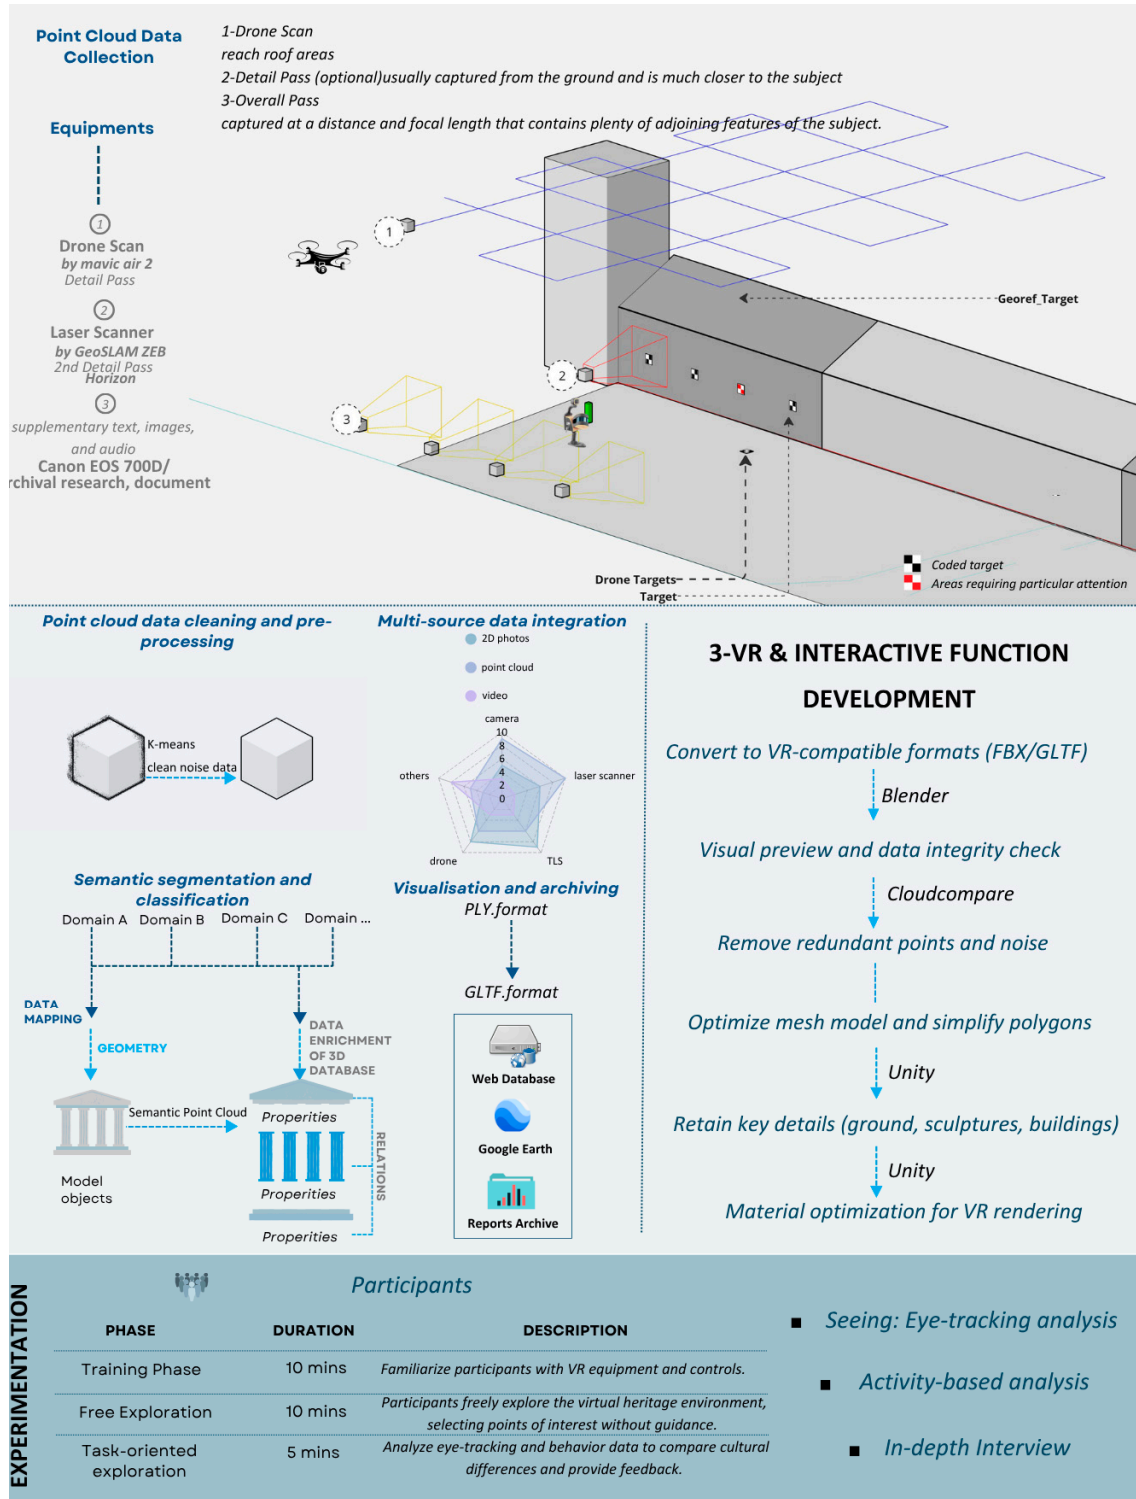 Point Cloud Data
Collection
1-Drone Scan
reach roof areas
2-Detail Pass (optional)usually captured from the ground and is much closer to the subject
3-Overall Pass
captured at a distance and focal length that contains plenty of adjoining features of the subject.
Equipments
1
Drone Scan
by mavic air 2
Detail Pass
2
Laser Scanner
by GeoSLAM ZEB
2nd Detail Pass
Horizon
3
supplementary text, images,
and audio
Canon EOS 700D/
rchival research, document
1
2
3
Georef_Target
Drone Targets
Target
Coded target
Areas requiring particular attention
Point cloud data cleaning and pre-
processing
K-means
clean noise data
Multi-source data integration
2D photos
point cloud
video
camera
10
8
6
4
2
0
others
laser scanner
drone
TLS
Semantic segmentation and
classification
Domain A Domain B Domain C Domain ...
DATA
MAPPING
GEOMETRY
DATA
ENRICHMENT
OF 3D
DATABASE
Semantic Point Cloud
Model
objects
Properities
Properities
Properities
RELATIONS
Visualisation and archiving
PLY.format
GLTF.format
Web Database
Google Earth
Reports Archive
3-VR & INTERACTIVE FUNCTION
DEVELOPMENT
Convert to VR-compatible formats (FBX/GLTF)
Blender
Visual preview and data integrity check
Cloudcompare
Remove redundant points and noise
Optimize mesh model and simplify polygons
Unity
Retain key details (ground, sculptures, buildings)
Unity
Material optimization for VR rendering
EXPERIMENTATION
Participants
PHASE DURATION DESCRIPTION
Training Phase 10 mins Familiarize participants with VR equipment and controls.
Free Exploration 10 mins Participants freely explore the virtual heritage environment,
selecting points of interest without guidance.
Task-oriented
exploration
5 mins
Analyze eye-tracking and behavior data to compare cultural
differences and provide feedback.
Seeing: Eye-tracking analysis
Activity-based analysis
In-depth Interview